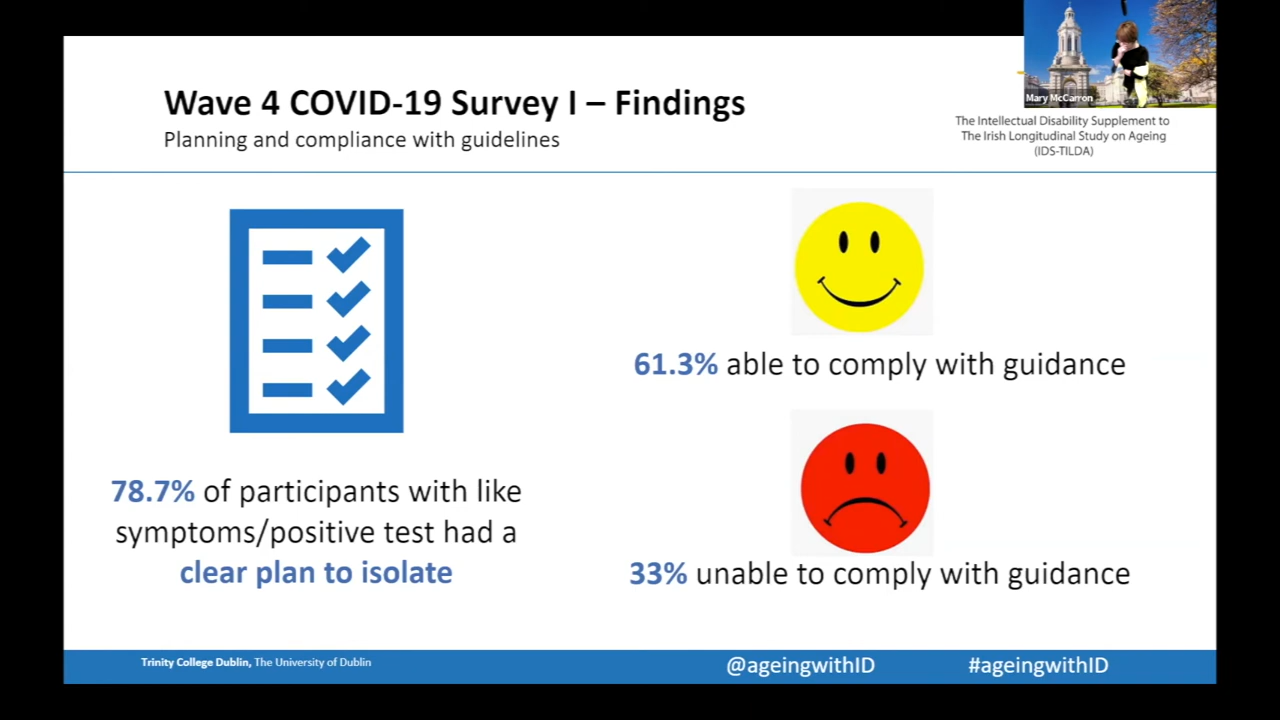 Wave 4 COVID-19 Survey I – Findings
Planning and compliance with guidelines
Mary McCarron
The Intellectual Disability Supplement to
The Irish Longitudinal Study on Ageing
(IDS-TILDA)
78.7% of participants with like
symptoms/positive test had a
clear plan to isolate
61.3% able to comply with guidance
33% unable to comply with guidance
Trinity College Dublin, The University of Dublin
@ageingwithID
#ageingwithID